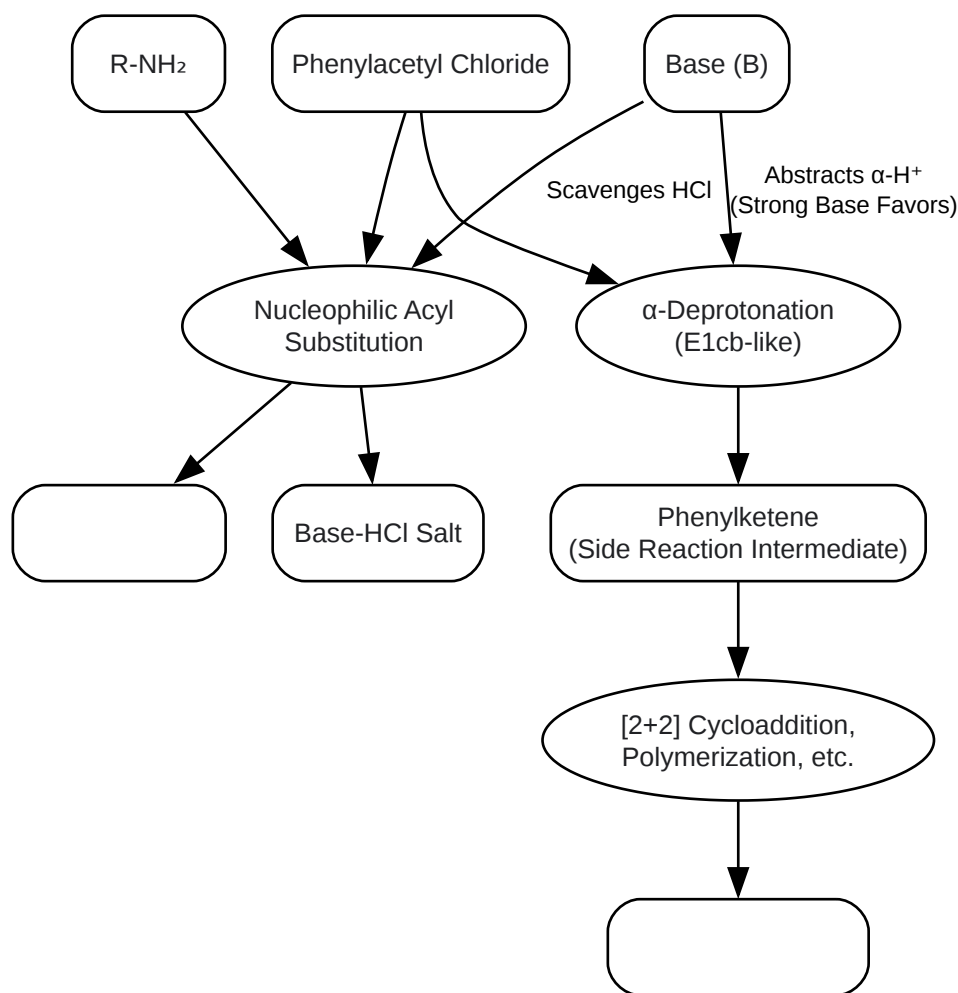 R-NH₂
Phenylacetyl Chloride
Base (B)
Scavenges HCl
Abstracts α-H⁺
(Strong Base Favors)
Nucleophilic Acyl
Substitution
α-Deprotonation
(E1cb-like)
Base-HCl Salt
Phenylketene
(Side Reaction Intermediate)
[2+2] Cycloaddition,
Polymerization, etc.